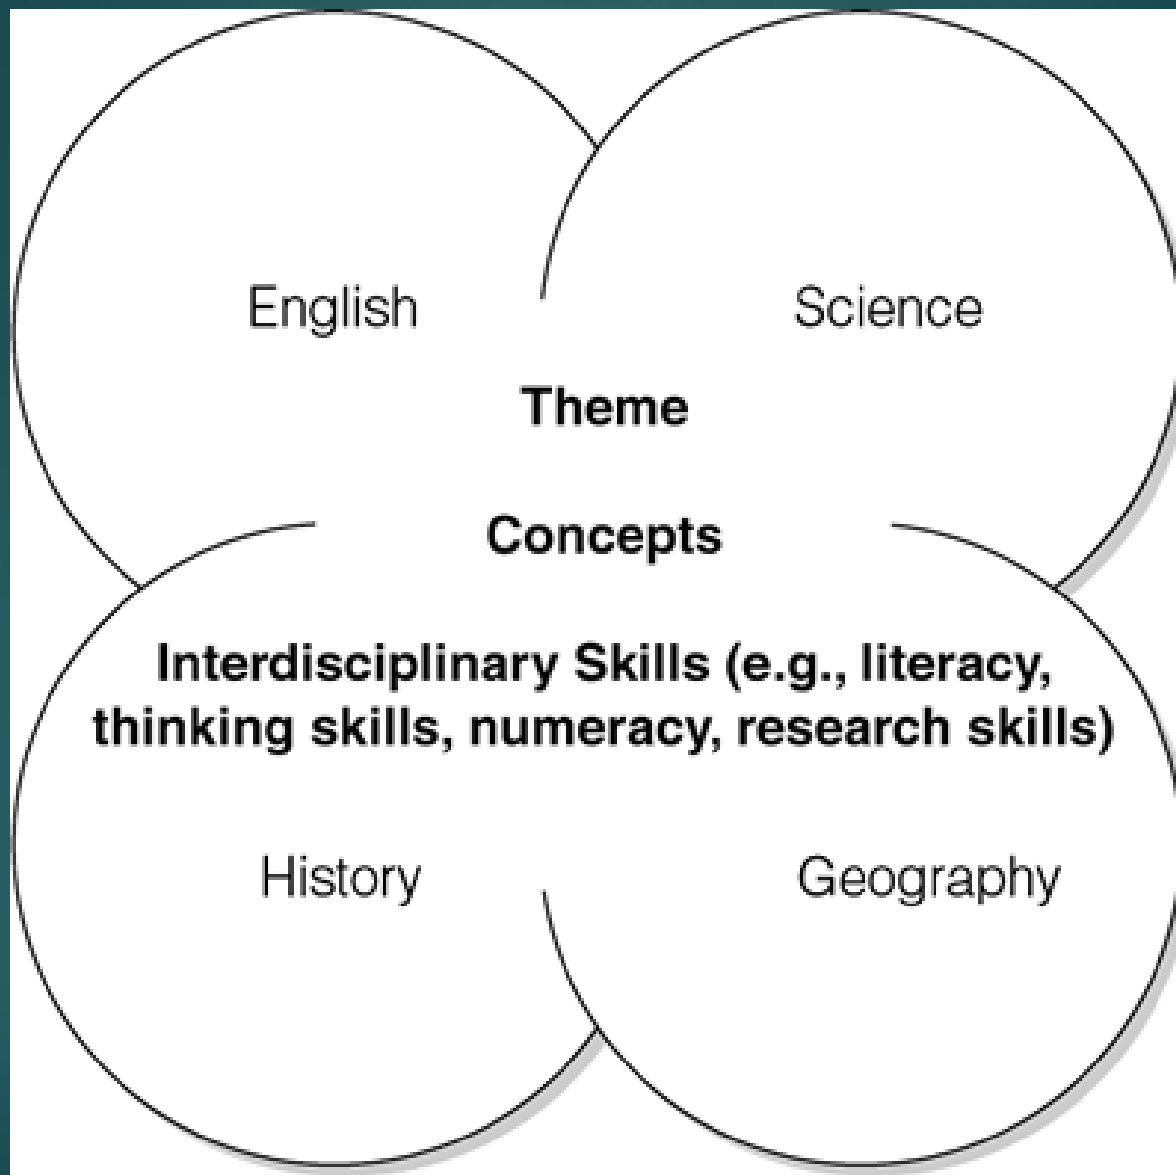 English
Science
Theme
Concepts
Interdisciplinary Skills (e.g., literacy,
thinking skills, numeracy, research skills)
History
Geography